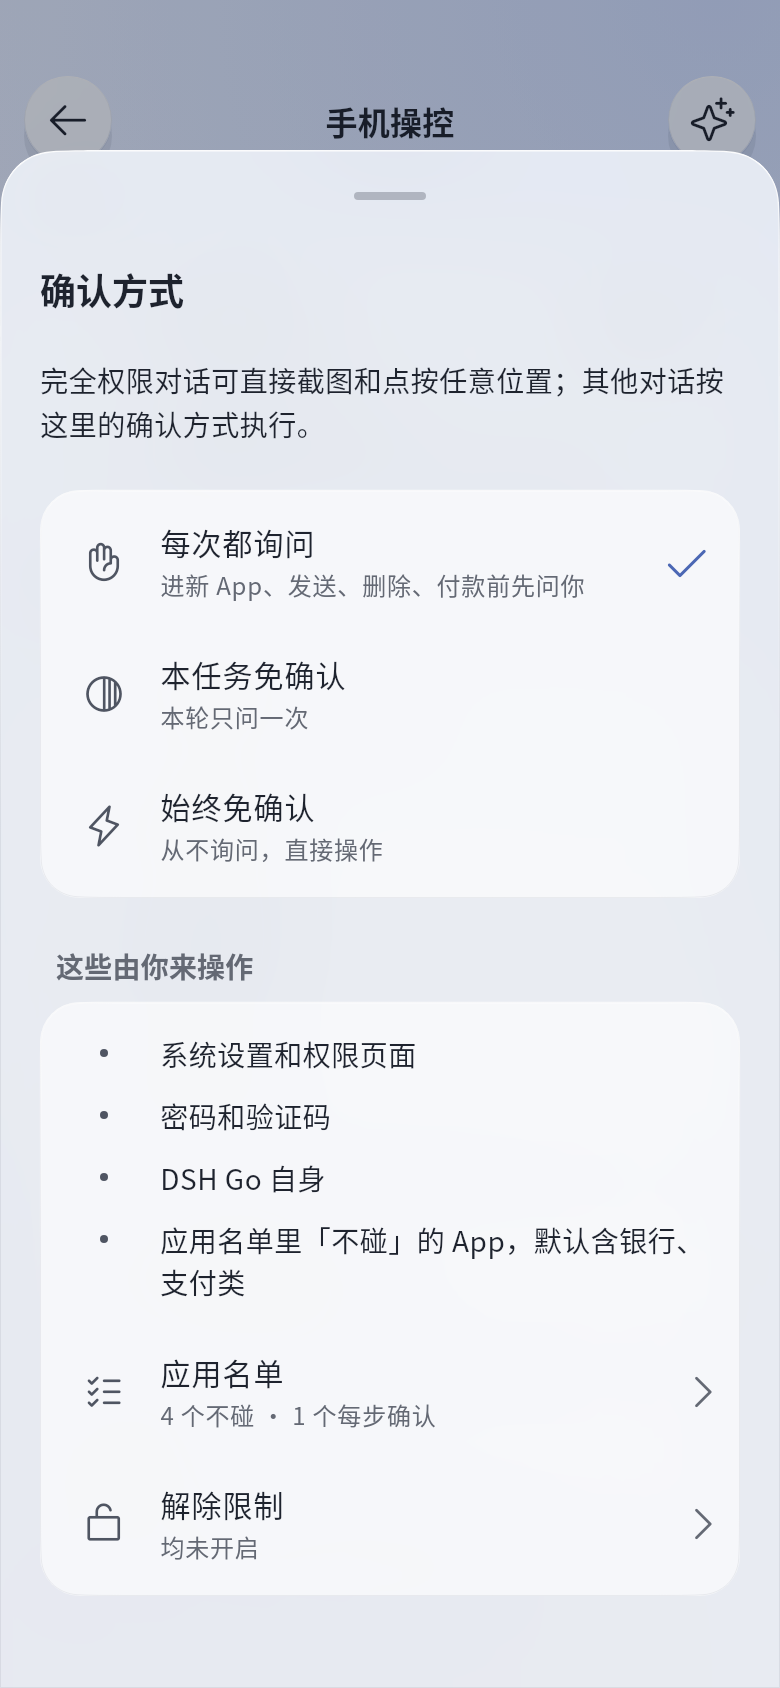 手机操控
确认方式
完全权限对话可直接截图和点按任意位置；其他对话按
这里的确认方式执行。
每次都询问
进新 App、发送、删除、付款前先问你
本任务免确认
本轮只问一次
始终免确认
从不询问，直接操作
这些由你来操作
• 系统设置和权限页面
• 密码和验证码
• DSH Go 自身
• 应用名单里「不碰」的 App，默认含银行、
支付类
应用名单
4 个不碰 · 1 个每步确认
解除限制
均未开启